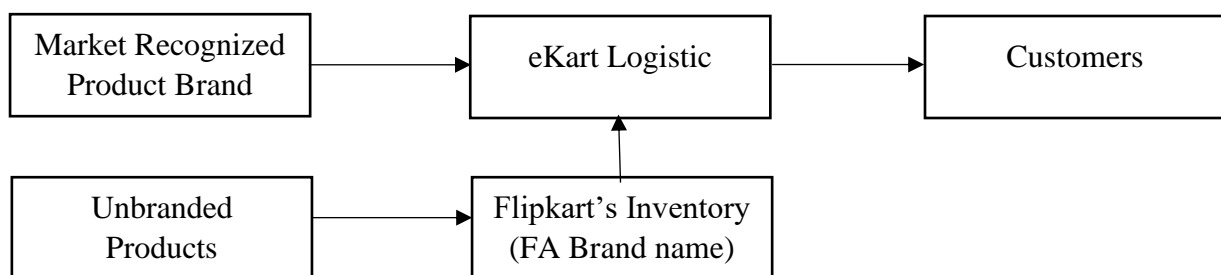 Market Recognized
Product Brand
eKart Logistic
Customers
Unbranded
Products
Flipkart's Inventory
(FA Brand name)